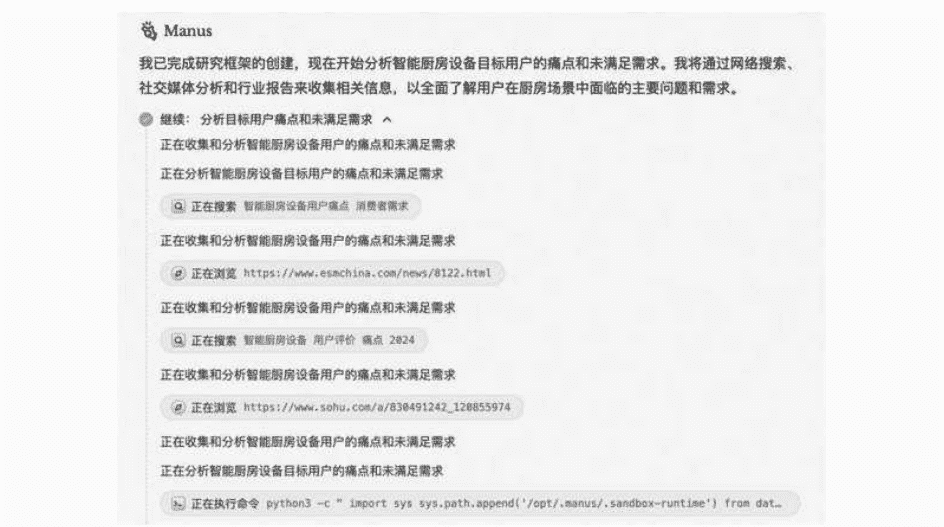 Manus
我已完成研究框架的创建，现在开始分析智能厨房设备目标用户的痛点和未满足需求。我将通过网络搜索、
社交媒体分析和行业报告来收集相关信息，以全面了解用户在厨房场景中面临的主要问题和需求。
继续： 分析目标用户痛点和未满足需求
正在收集和分析智能厨房设备用户的痛点和未满足需求
正在分析智能厨房设备目标用户的痛点和未满足需求
正在搜索 智能厨房设备用户痛点 消费者需求
正在收集和分析智能厨房设备用户的痛点和未满足需求
正在浏览 https://www.esmchina.com/news/8122.html
正在收集和分析智能厨房设备用户的痛点和未满足需求
正在搜索 智能厨房设备 用户评价 痛点 2024
正在收集和分析智能厨房设备用户的痛点和未满足需求
正在浏览 https://www.sohu.com/a/830491242_120855974
正在收集和分析智能厨房设备用户的痛点和未满足需求
正在分析智能厨房设备目标用户的痛点和未满足需求
正在执行命令 python3 -c " import sys sys.path.append('/opt/.manus/.sandbox-runtime') from dat…